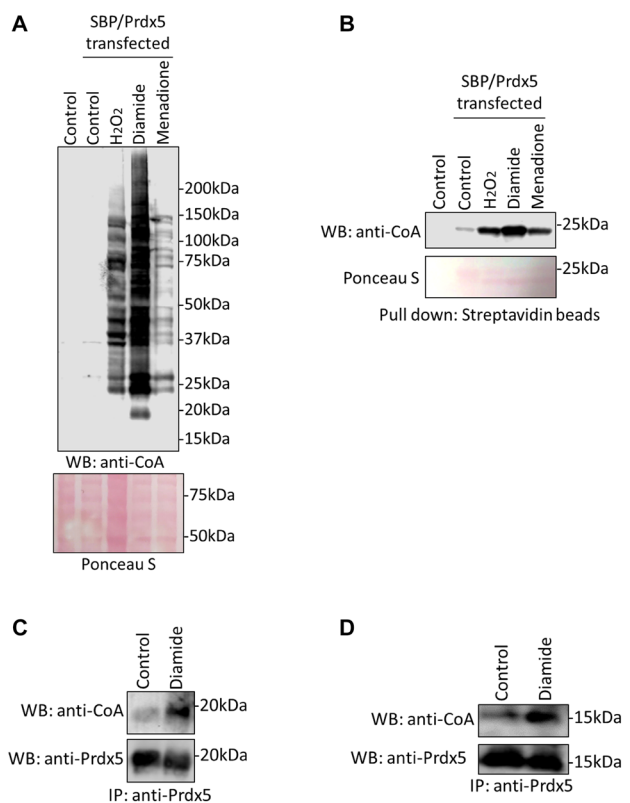 A
SBP/Prdx5
transfected
Control
Control
H2O2
Diamide
Menadione
-200kDa
-150kDa
-100kDa
-75kDa
-50kDa
-37kDa
-25kDa
-20kDa
-15kDa
WB: anti-CoA
-75kDa
-50kDa
Ponceau S
B
SBP/Prdx5
transfected
Control
Control
H2O2
Diamide
Menadione
WB: anti-CoA
-25kDa
Ponceau S
-25kDa
Pull down: Streptavidin beads
C
Control
Diamide
WB: anti-CoA
-20kDa
WB: anti-Prdx5
-20kDa
IP: anti-Prdx5
D
Control
Diamide
WB: anti-CoA
-15kDa
WB: anti-Prdx5
-15kDa
IP: anti-Prdx5